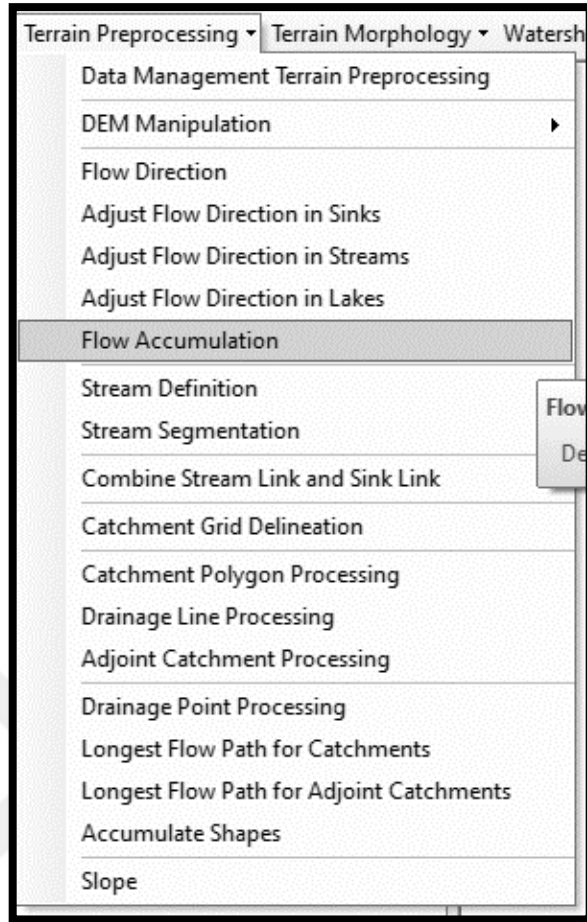 Terrain Preprocessing Terrain Morphology Watersh
Data Management Terrain Preprocessing
DEM Manipulation
Flow Direction
Adjust Flow Direction in Sinks
Adjust Flow Direction in Streams
Adjust Flow Direction in Lakes
Flow Accumulation
Stream Definition
Flow
Stream Segmentation
De
Combine Stream Link and Sink Link
Catchment Grid Delineation
Catchment Polygon Processing
Drainage Line Processing
Adjoint Catchment Processing
Drainage Point Processing
Longest Flow Path for Catchments
Longest Flow Path for Adjoint Catchments
Accumulate Shapes
Slope